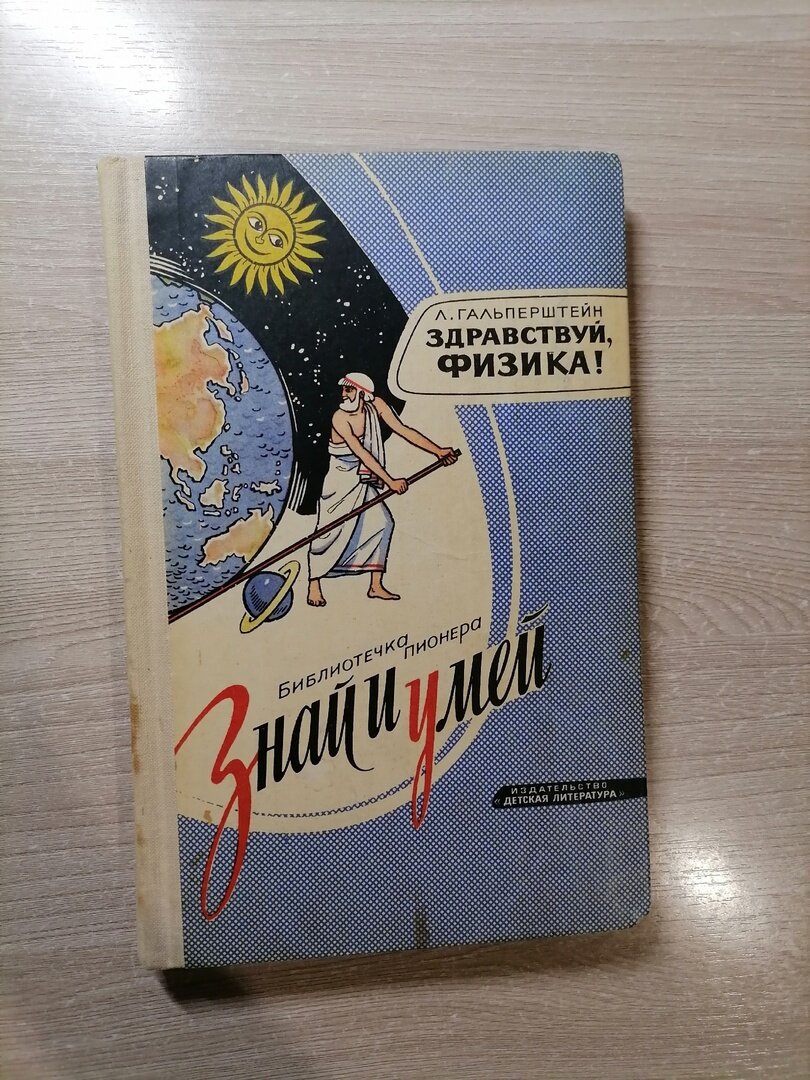 Л. ГАЛЬПЕРШТЕЙН
ЗДРАВСТВУЙ,
ФИЗИКА!
БИБЛИОТЕЧКА ПИОНЕРА
Знай и умей
ИЗДАТЕЛЬСТВО
«ДЕТСКАЯ ЛИТЕРАТУРА»